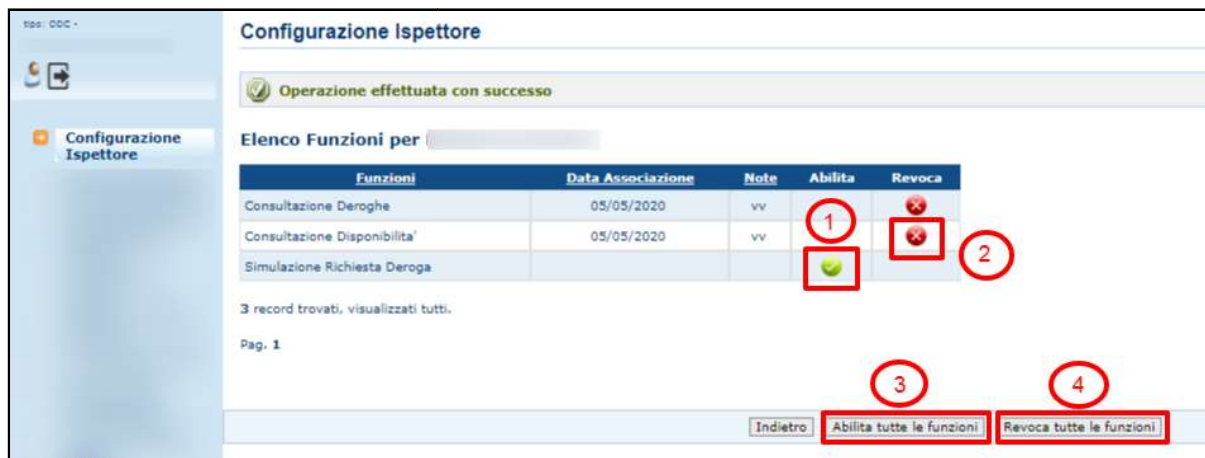 tipo: ODC -
Configurazione Ispettore
Operazione effettuata con successo
Configurazione
Ispettore
Elenco Funzioni per
Funzioni Data Associazione Note Abilita Revoca
Consultazione Deroghe 05/05/2020 vv
1
Consultazione Disponibilita' 05/05/2020 vv
2
Simulazione Richiesta Deroga
3 record trovati, visualizzati tutti.
Pag. 1
3 4
Indietro Abilita tutte le funzioni Revoca tutte le funzioni